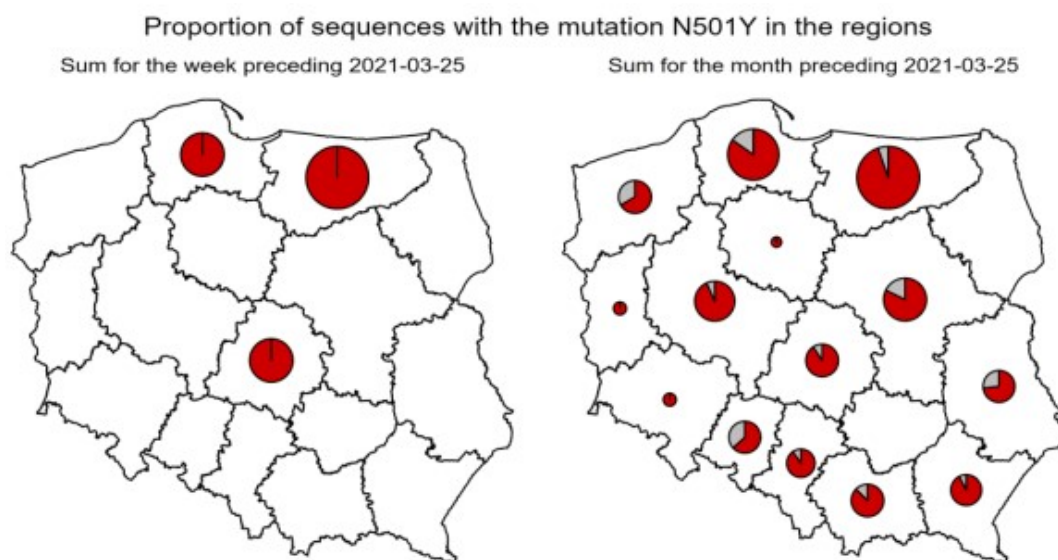 Proportion of sequences with the mutation N501Y in the regions
Sum for the week preceding 2021-03-25
Sum for the month preceding 2021-03-25